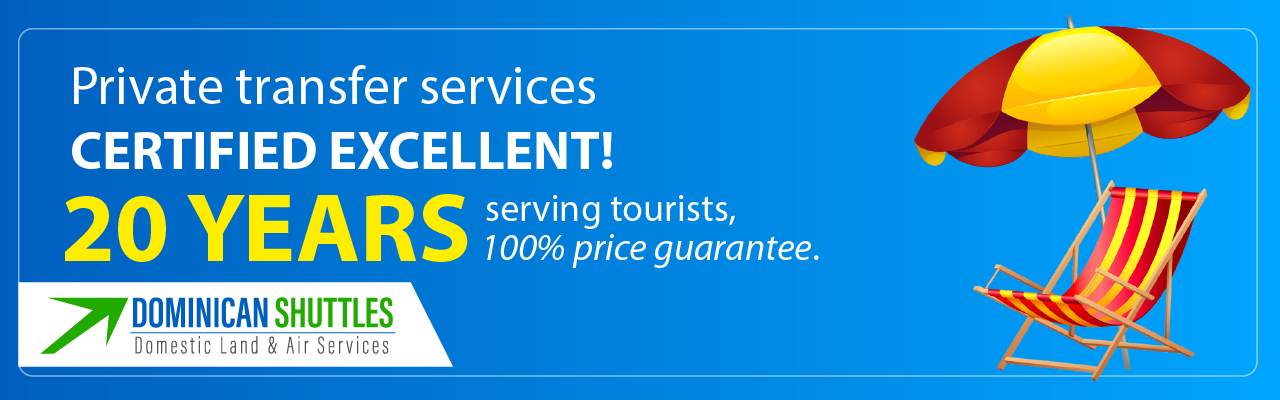 Private transfer services
CERTIFIED EXCELLENT!
20 YEARS serving tourists,
100% price guarantee.
DOMINICAN SHUTTLES
Domestic Land & Air Services